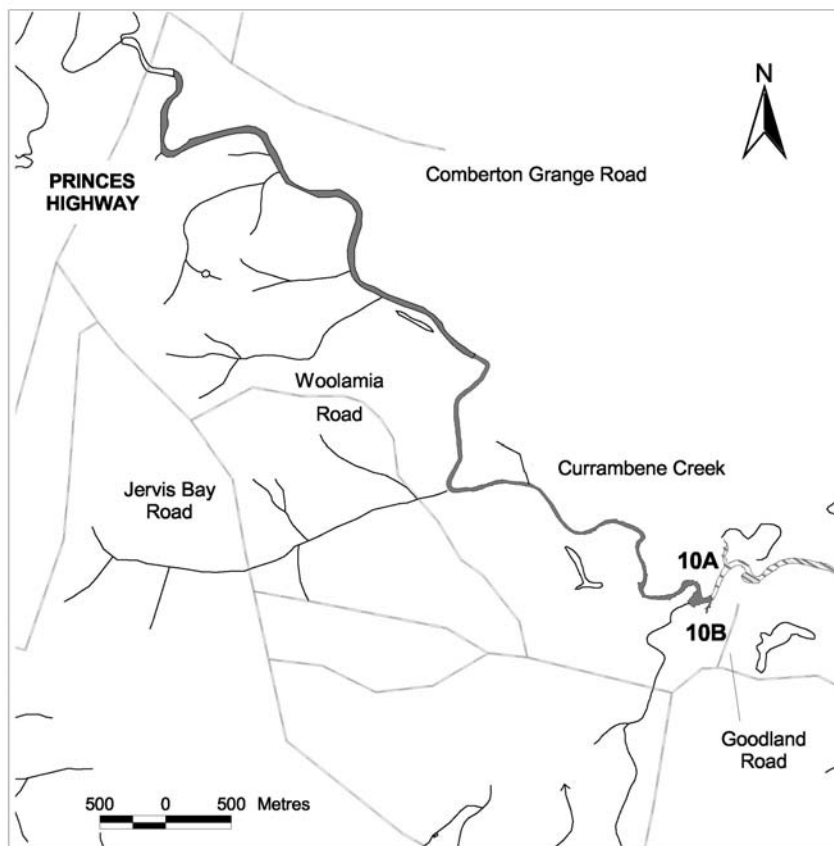 N
Comberton Grange Road
PRINCES
HIGHWAY
Woolamia
Road
Currambene Creek
Jervis Bay
Road
10A
10B
Goodland
Road
500 0 500 Metres